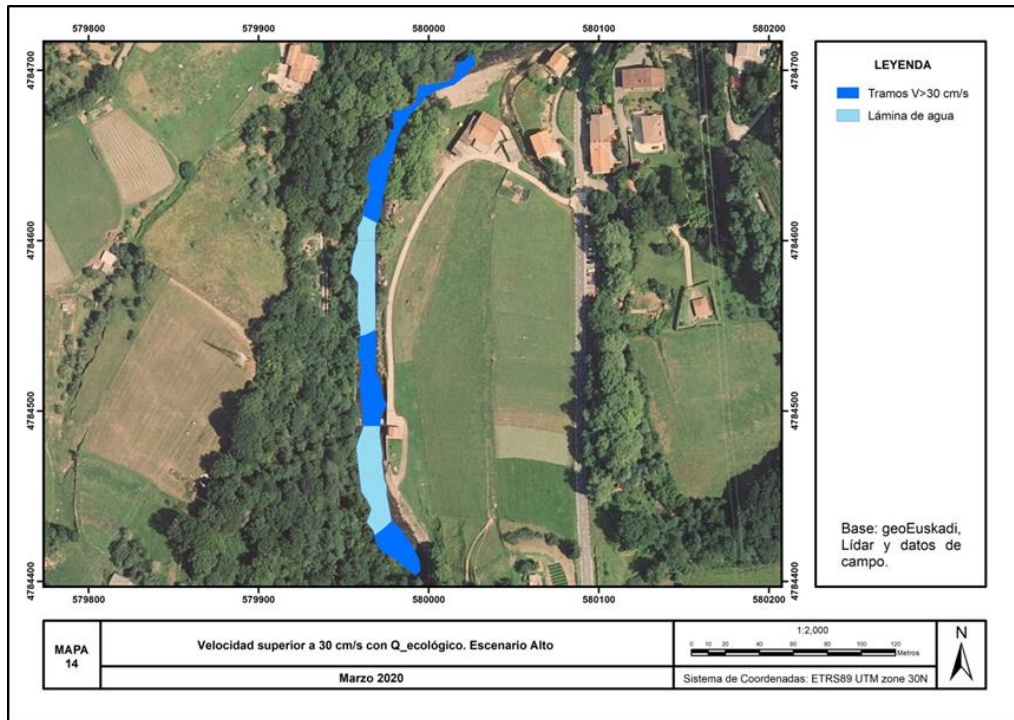 579800 579900 580000 580100 580200
4784700 4784700
4784600 4784600
4784500 4784500
4784400 4784400
579800 579900 580000 580100 580200
LEYENDA
Tramos V>30 cm/s
Lámina de agua
Base: geoEuskadi,
Lídar y datos de
campo.
MAPA
14
Velocidad superior a 30 cm/s con Q_ecológico. Escenario Alto
Marzo 2020
1:2,000
0 10 20 40 60 80 100 120
Metros
Sistema de Coordenadas: ETRS89 UTM zone 30N
N